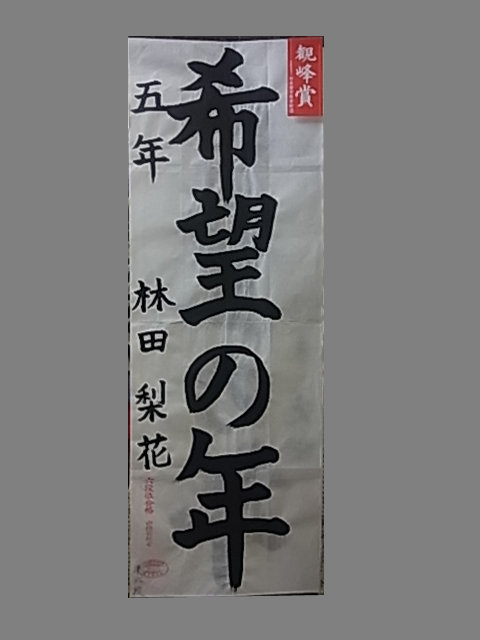 観峰賞
希望の年
五年 林田 梨花